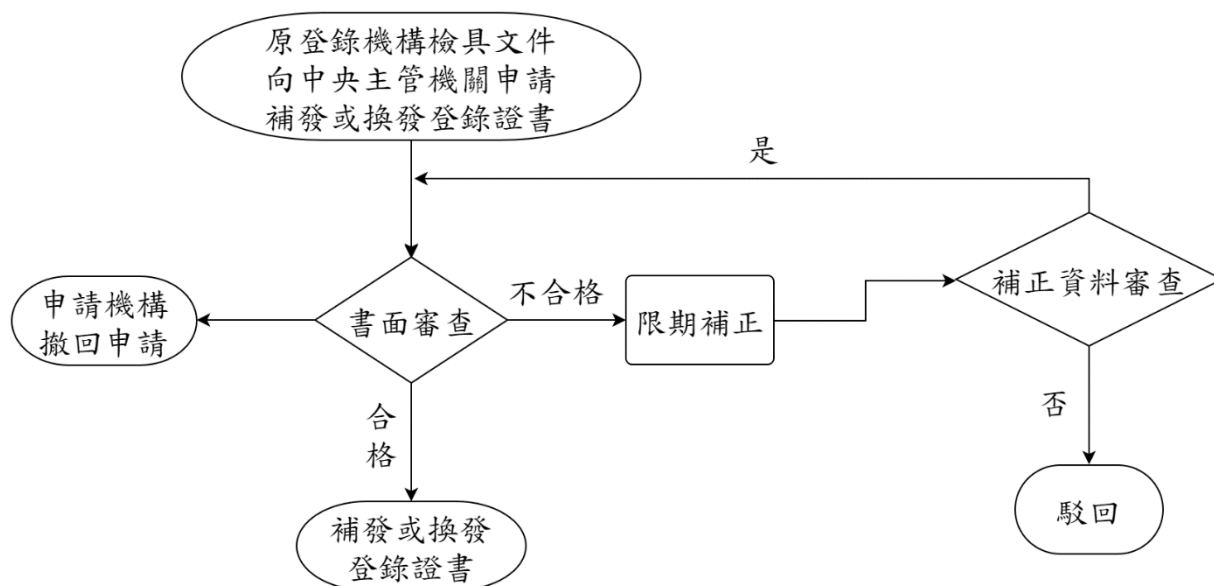 原登錄機構檢具文件
向中央主管機關申請
補發或換發登錄證書
是
申請機構
撤回申請
書面審查
不合格
限期補正
補正資料審查
合
格
否
補發或換發
登錄證書
駁回